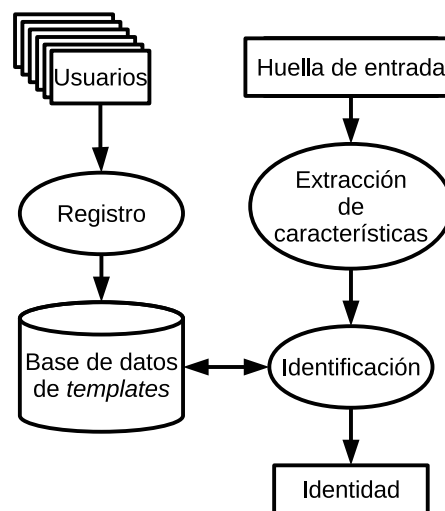 Usuarios
Registro
Base de datos
de templates
Huella de entrada
Extracción
de
características
Identificación
Identidad